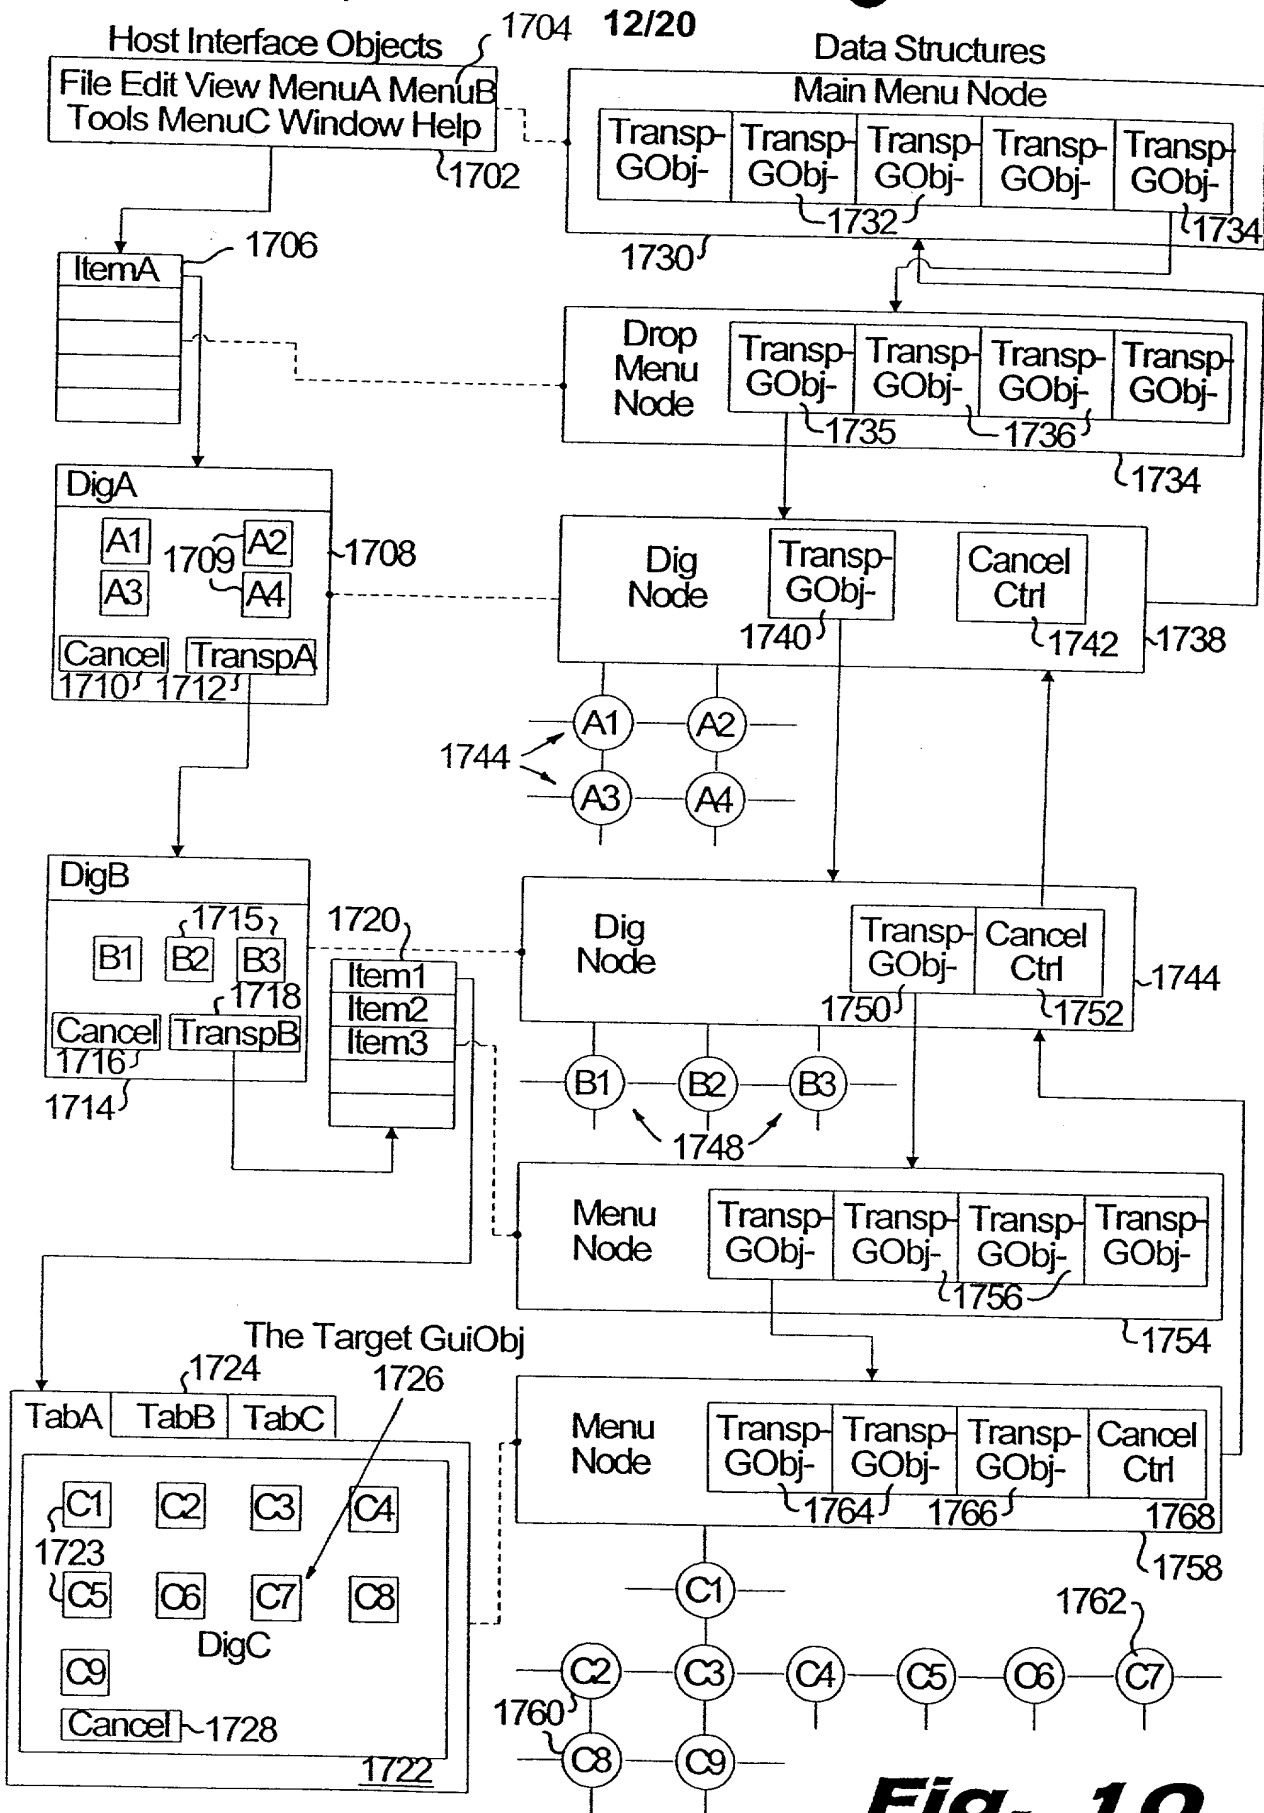 12/20
Host Interface Objects
1704
Data Structures
File Edit View MenuA MenuB
Tools MenuC Window Help
1702
Main Menu Node
Transp- Transp- Transp- Transp- Transp-
GObj- GObj- GObj- GObj- GObj-
1732
1734
1730
1706
ItemA
Drop
Menu
Node
Transp- Transp- Transp- Transp-
GObj- GObj- GObj- GObj-
1735
1736
1734
DigA
A1
A2
1709
A3
A4
1708
Cancel
TranspA
1710
1712
Dig
Node
Transp-
GObj-
Cancel
Ctrl
1740
1742
1738
A1
A2
1744
A3
A4
DigB
1715
B1
B2
B3
1718
Cancel
TranspB
1716
1714
1720
Item1
Item2
Item3
Dig
Node
Transp-
GObj-
Cancel
Ctrl
1750
1752
1744
B1
B2
B3
1748
Menu
Node
Transp- Transp- Transp- Transp-
GObj- GObj- GObj- GObj-
1756
1754
The Target GuiObj
1724
1726
TabA
TabB
TabC
C1
C2
C3
C4
1723
C5
C6
C7
C8
DigC
C9
Cancel
1728
1722
Menu
Node
Transp- Transp- Transp- Cancel
GObj- GObj- GObj- Ctrl
1764
1766
1768
1758
C1
1762
C2
C3
C4
C5
C6
C7
1760
C8
C9